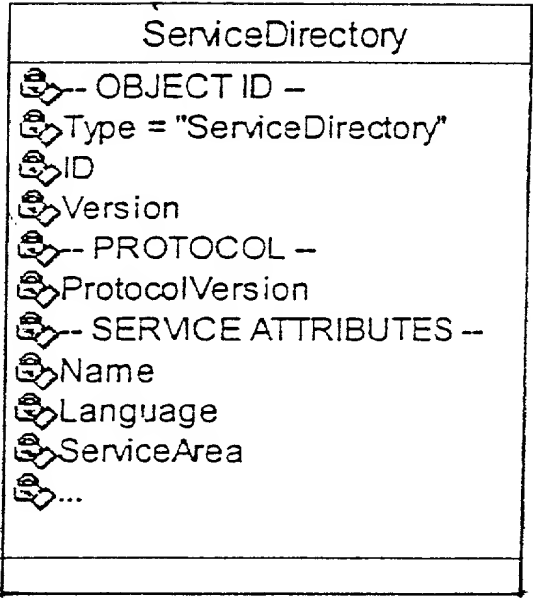 ServiceDirectory
-- OBJECT ID --
Type = "ServiceDirectory"
ID
Version
-- PROTOCOL --
ProtocolVersion
-- SERVICE ATTRIBUTES --
Name
Language
ServiceArea
...